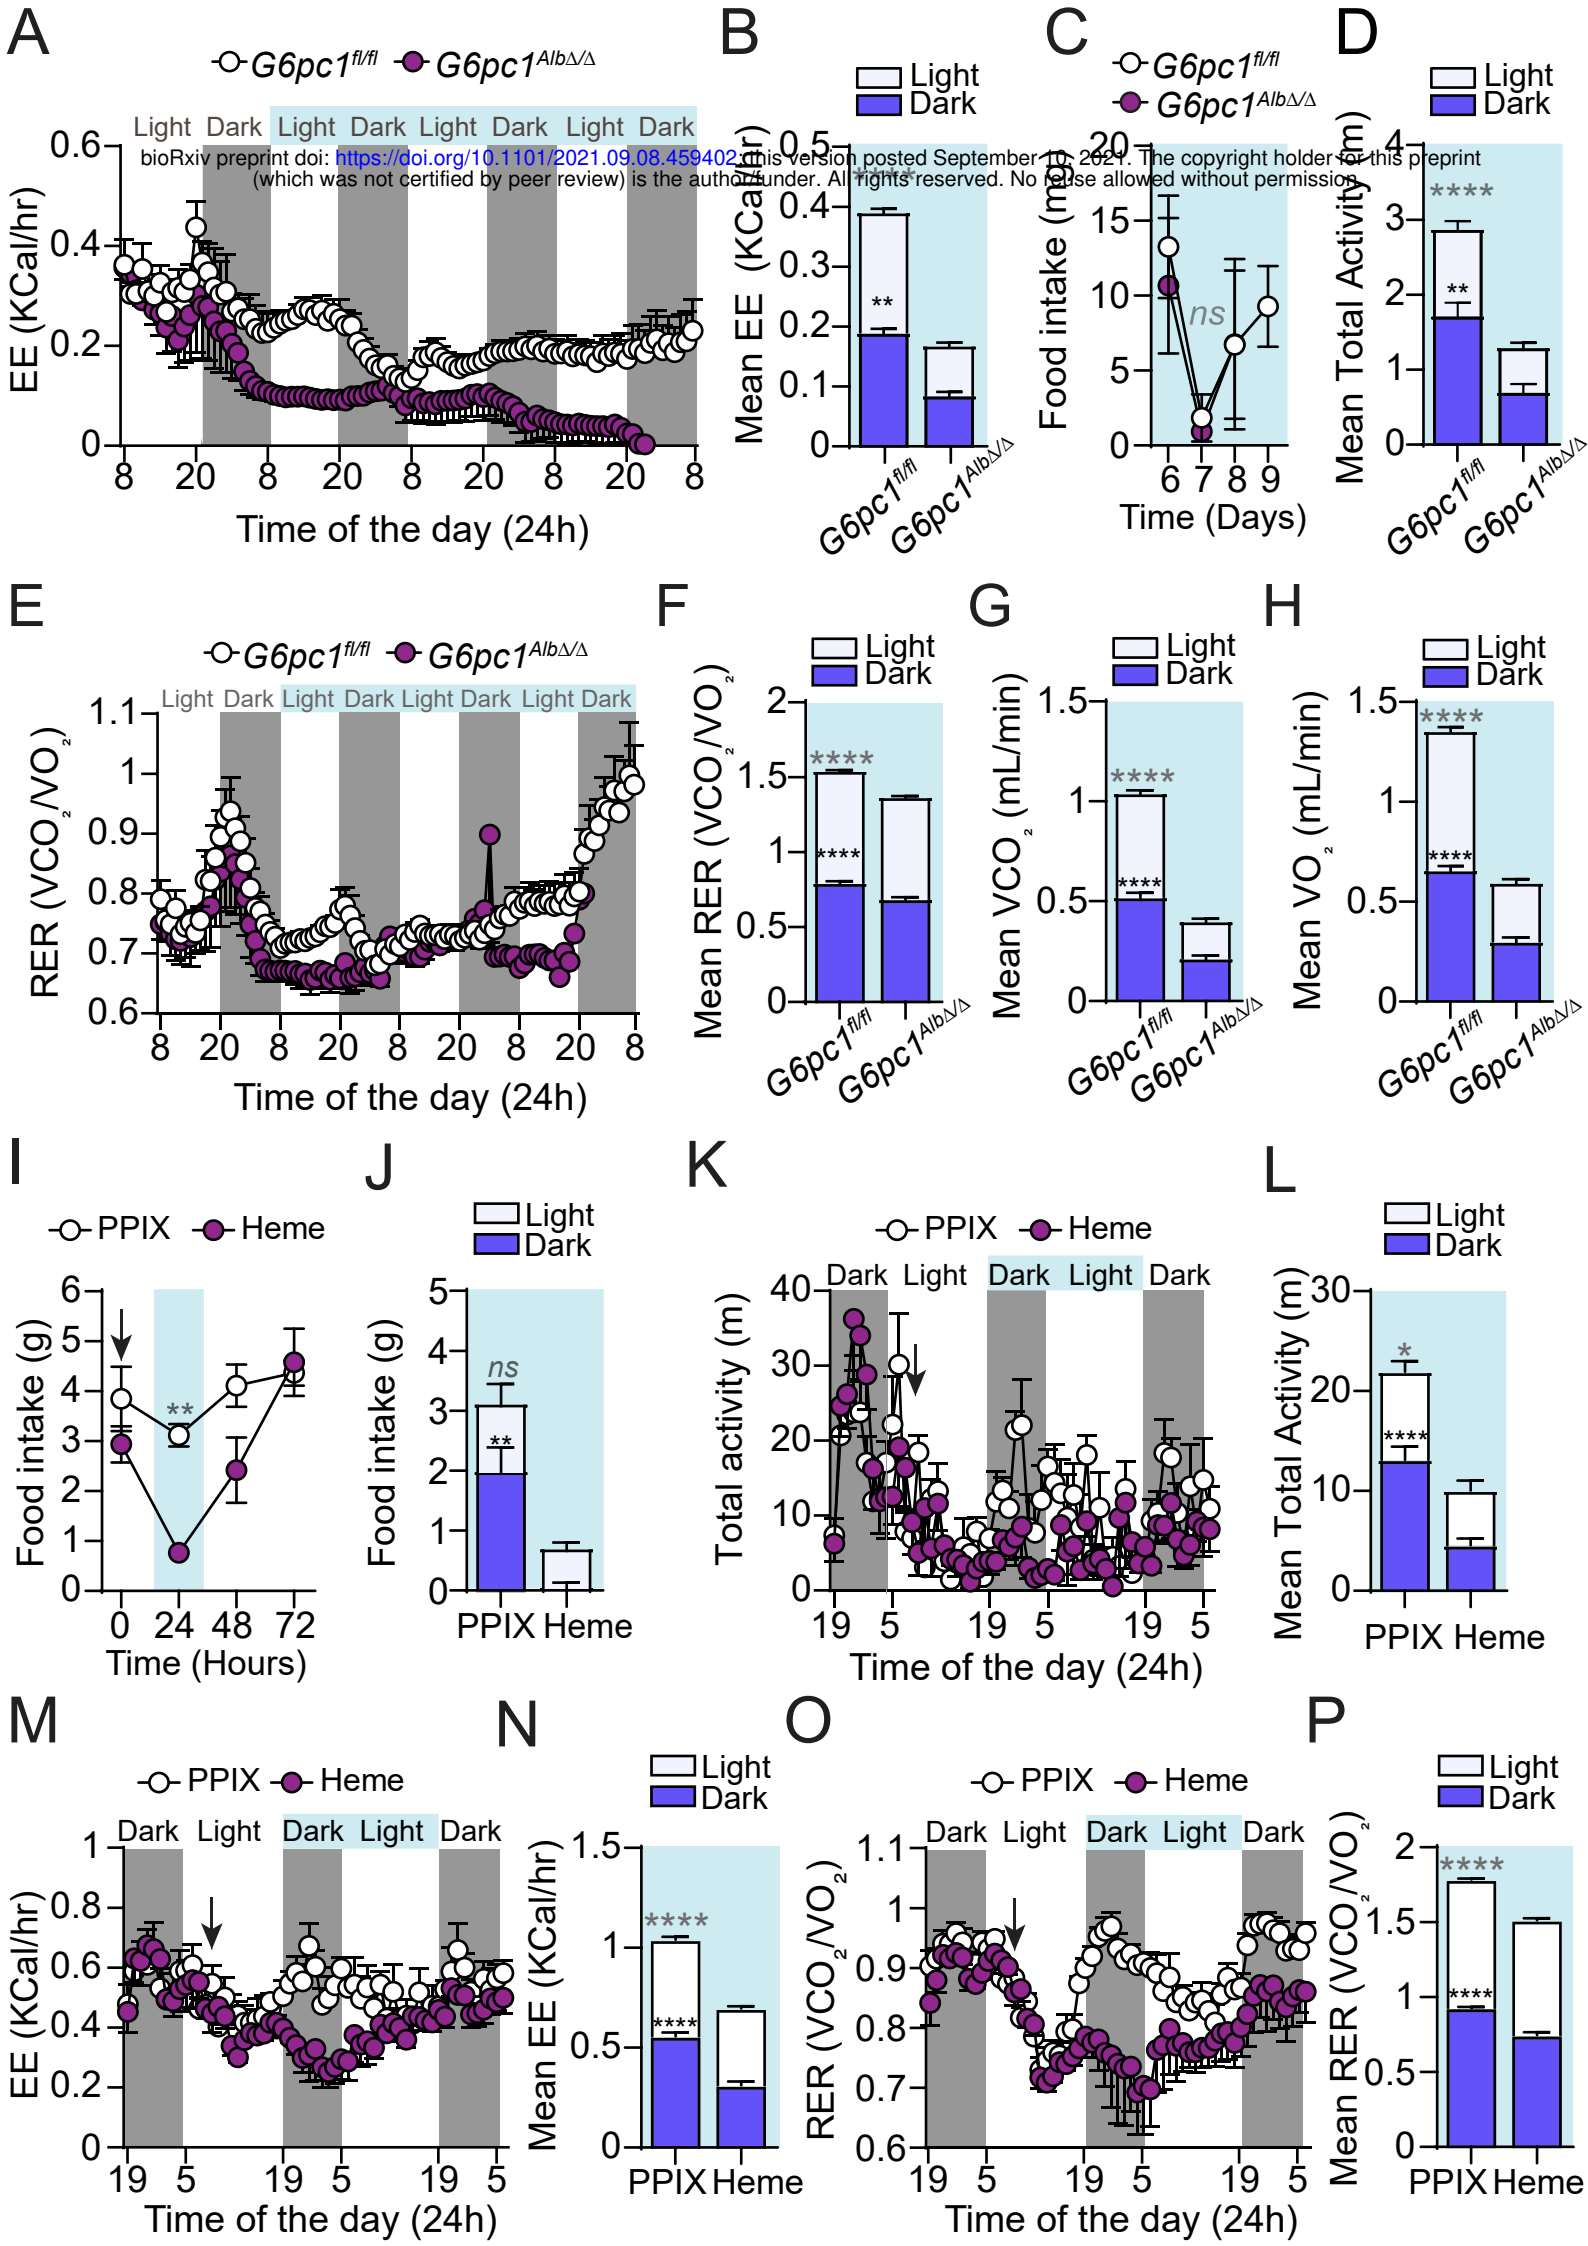 A
G6pc1fl/fl G6pc1AlbΔ/Δ
Light Dark Light Dark Light Dark Light Dark
EE (KCal/hr)
0.6
0.4
0.2
0
8 20 8 20 8 20 8 20 8
Time of the day (24h)
bioRxiv preprint doi: https://doi.org/10.1101/2021.09.08.459402; this version posted September 10, 2021. The copyright holder for this preprint
(which was not certified by peer review) is the author/funder. All rights reserved. No reuse allowed without permission.
B
Light
Dark
Mean EE (KCal/hr)
0.5
0.4
0.3
0.2
0.1
0
****
**
G6pc1fl/fl G6pc1AlbΔ/Δ
C
G6pc1fl/fl
G6pc1AlbΔ/Δ
Food intake (mg)
20
15
10
5
0
ns
6 7 8 9
Time (Days)
D
Light
Dark
Mean Total Activity (m)
4
3
2
1
0
****
**
G6pc1fl/fl G6pc1AlbΔ/Δ
E
G6pc1fl/fl G6pc1AlbΔ/Δ
Light Dark Light Dark Light Dark Light Dark
RER (VCO2/VO2)
1.1
1
0.9
0.8
0.7
0.6
8 20 8 20 8 20 8 20 8
Time of the day (24h)
F
Light
Dark
Mean RER (VCO2/VO2)
2
1.5
1
0.5
0
****
****
G6pc1fl/fl G6pc1AlbΔ/Δ
G
Light
Dark
Mean VCO2 (mL/min)
1.5
1
0.5
0
****
****
G6pc1fl/fl G6pc1AlbΔ/Δ
H
Light
Dark
Mean VO2 (mL/min)
1.5
1
0.5
0
****
****
G6pc1fl/fl G6pc1AlbΔ/Δ
I
PPIX Heme
Food intake (g)
6
5
4
3
2
1
0
**
0 24 48 72
Time (Hours)
J
Light
Dark
Food intake (g)
5
4
3
2
1
0
ns
**
PPIX Heme
K
PPIX Heme
Dark Light Dark Light Dark
Total activity (m)
40
30
20
10
0
19 5 19 5 19 5
Time of the day (24h)
L
Light
Dark
Mean Total Activity (m)
30
20
10
0
*
****
PPIX Heme
M
PPIX Heme
Dark Light Dark Light Dark
EE (KCal/hr)
1
0.8
0.6
0.4
0.2
0
19 5 19 5 19 5
Time of the day (24h)
N
Light
Dark
Mean EE (KCal/hr)
1.5
1
0.5
0
****
****
PPIX Heme
O
PPIX Heme
Dark Light Dark Light Dark
RER (VCO2/VO2)
1.1
1
0.9
0.8
0.7
0.6
19 5 19 5 19 5
Time of the day (24h)
P
Light
Dark
Mean RER (VCO2/VO2)
2
1.5
1
0.5
0
****
****
PPIX Heme